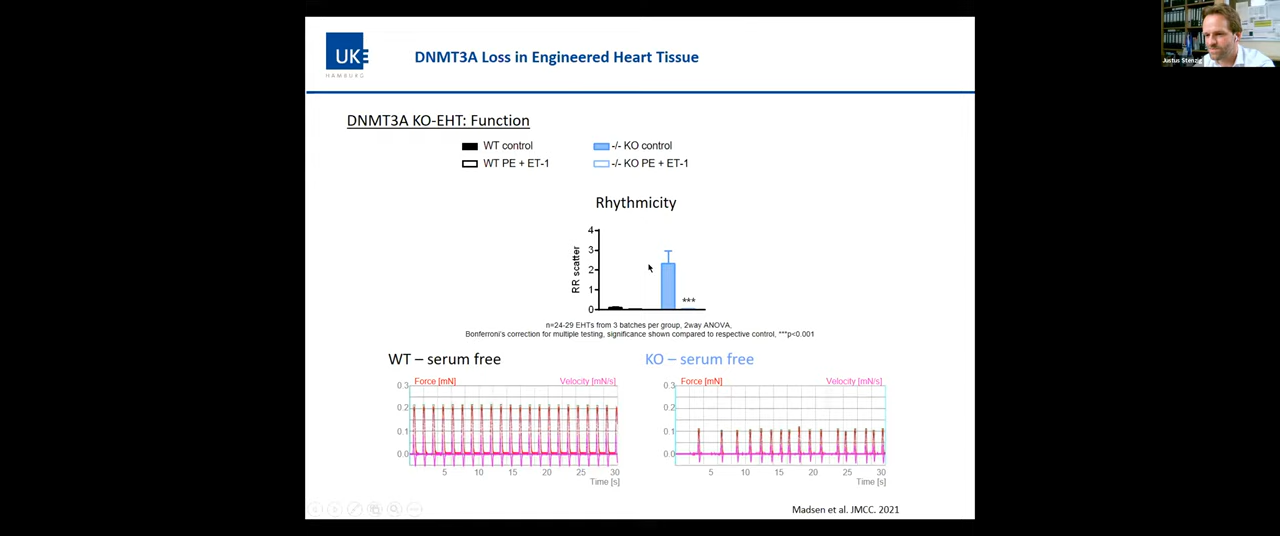 UKE
HAMBURG
DNMT3A Loss in Engineered Heart Tissue
Justus Stenzig
DNMT3A KO-EHT: Function
WT control
-/- KO control
WT PE + ET-1
-/- KO PE + ET-1
Rhythmicity
RR scatter
4
3
2
1
0
***
n=24-29 EHTs from 3 batches per group, 2way ANOVA,
Bonferroni's correction for multiple testing, significance shown compared to respective control, ***p<0.001
WT – serum free
KO – serum free
Force [mN]
Velocity [mN/s]
0.3
0.2
0.1
0.0
5 10 15 20 25 30
Time [s]
Force [mN]
Velocity [mN/s]
0.3
0.2
0.1
0.0
5 10 15 20 25 30
Time [s]
Madsen et al. JMCC. 2021